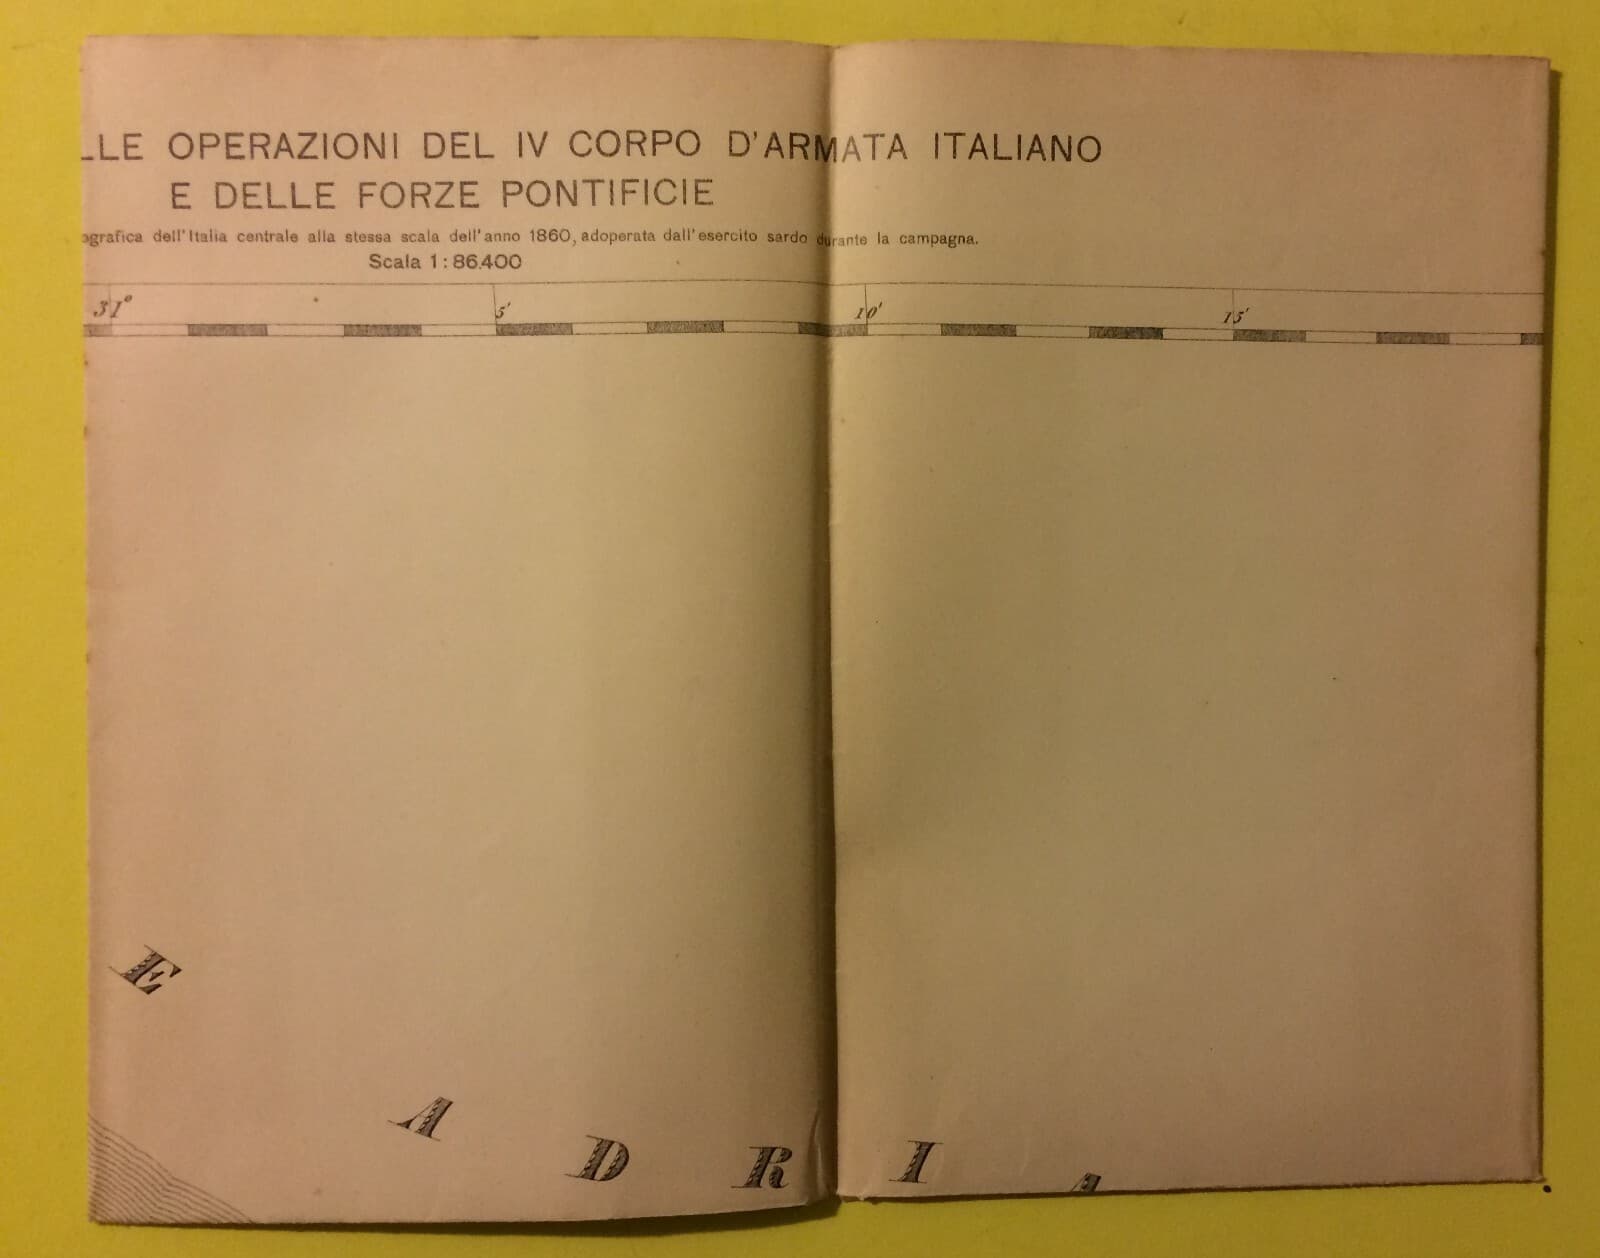 LLE OPERAZIONI DEL IV CORPO D'ARMATA ITALIANO
E DELLE FORZE PONTIFICIE
ografica dell'Italia centrale alla stessa scala dell'anno 1860, adoperata dall'esercito sardo durante la campagna.
Scala 1:86.400
31° 5' 10' 15'
E
A D R I A